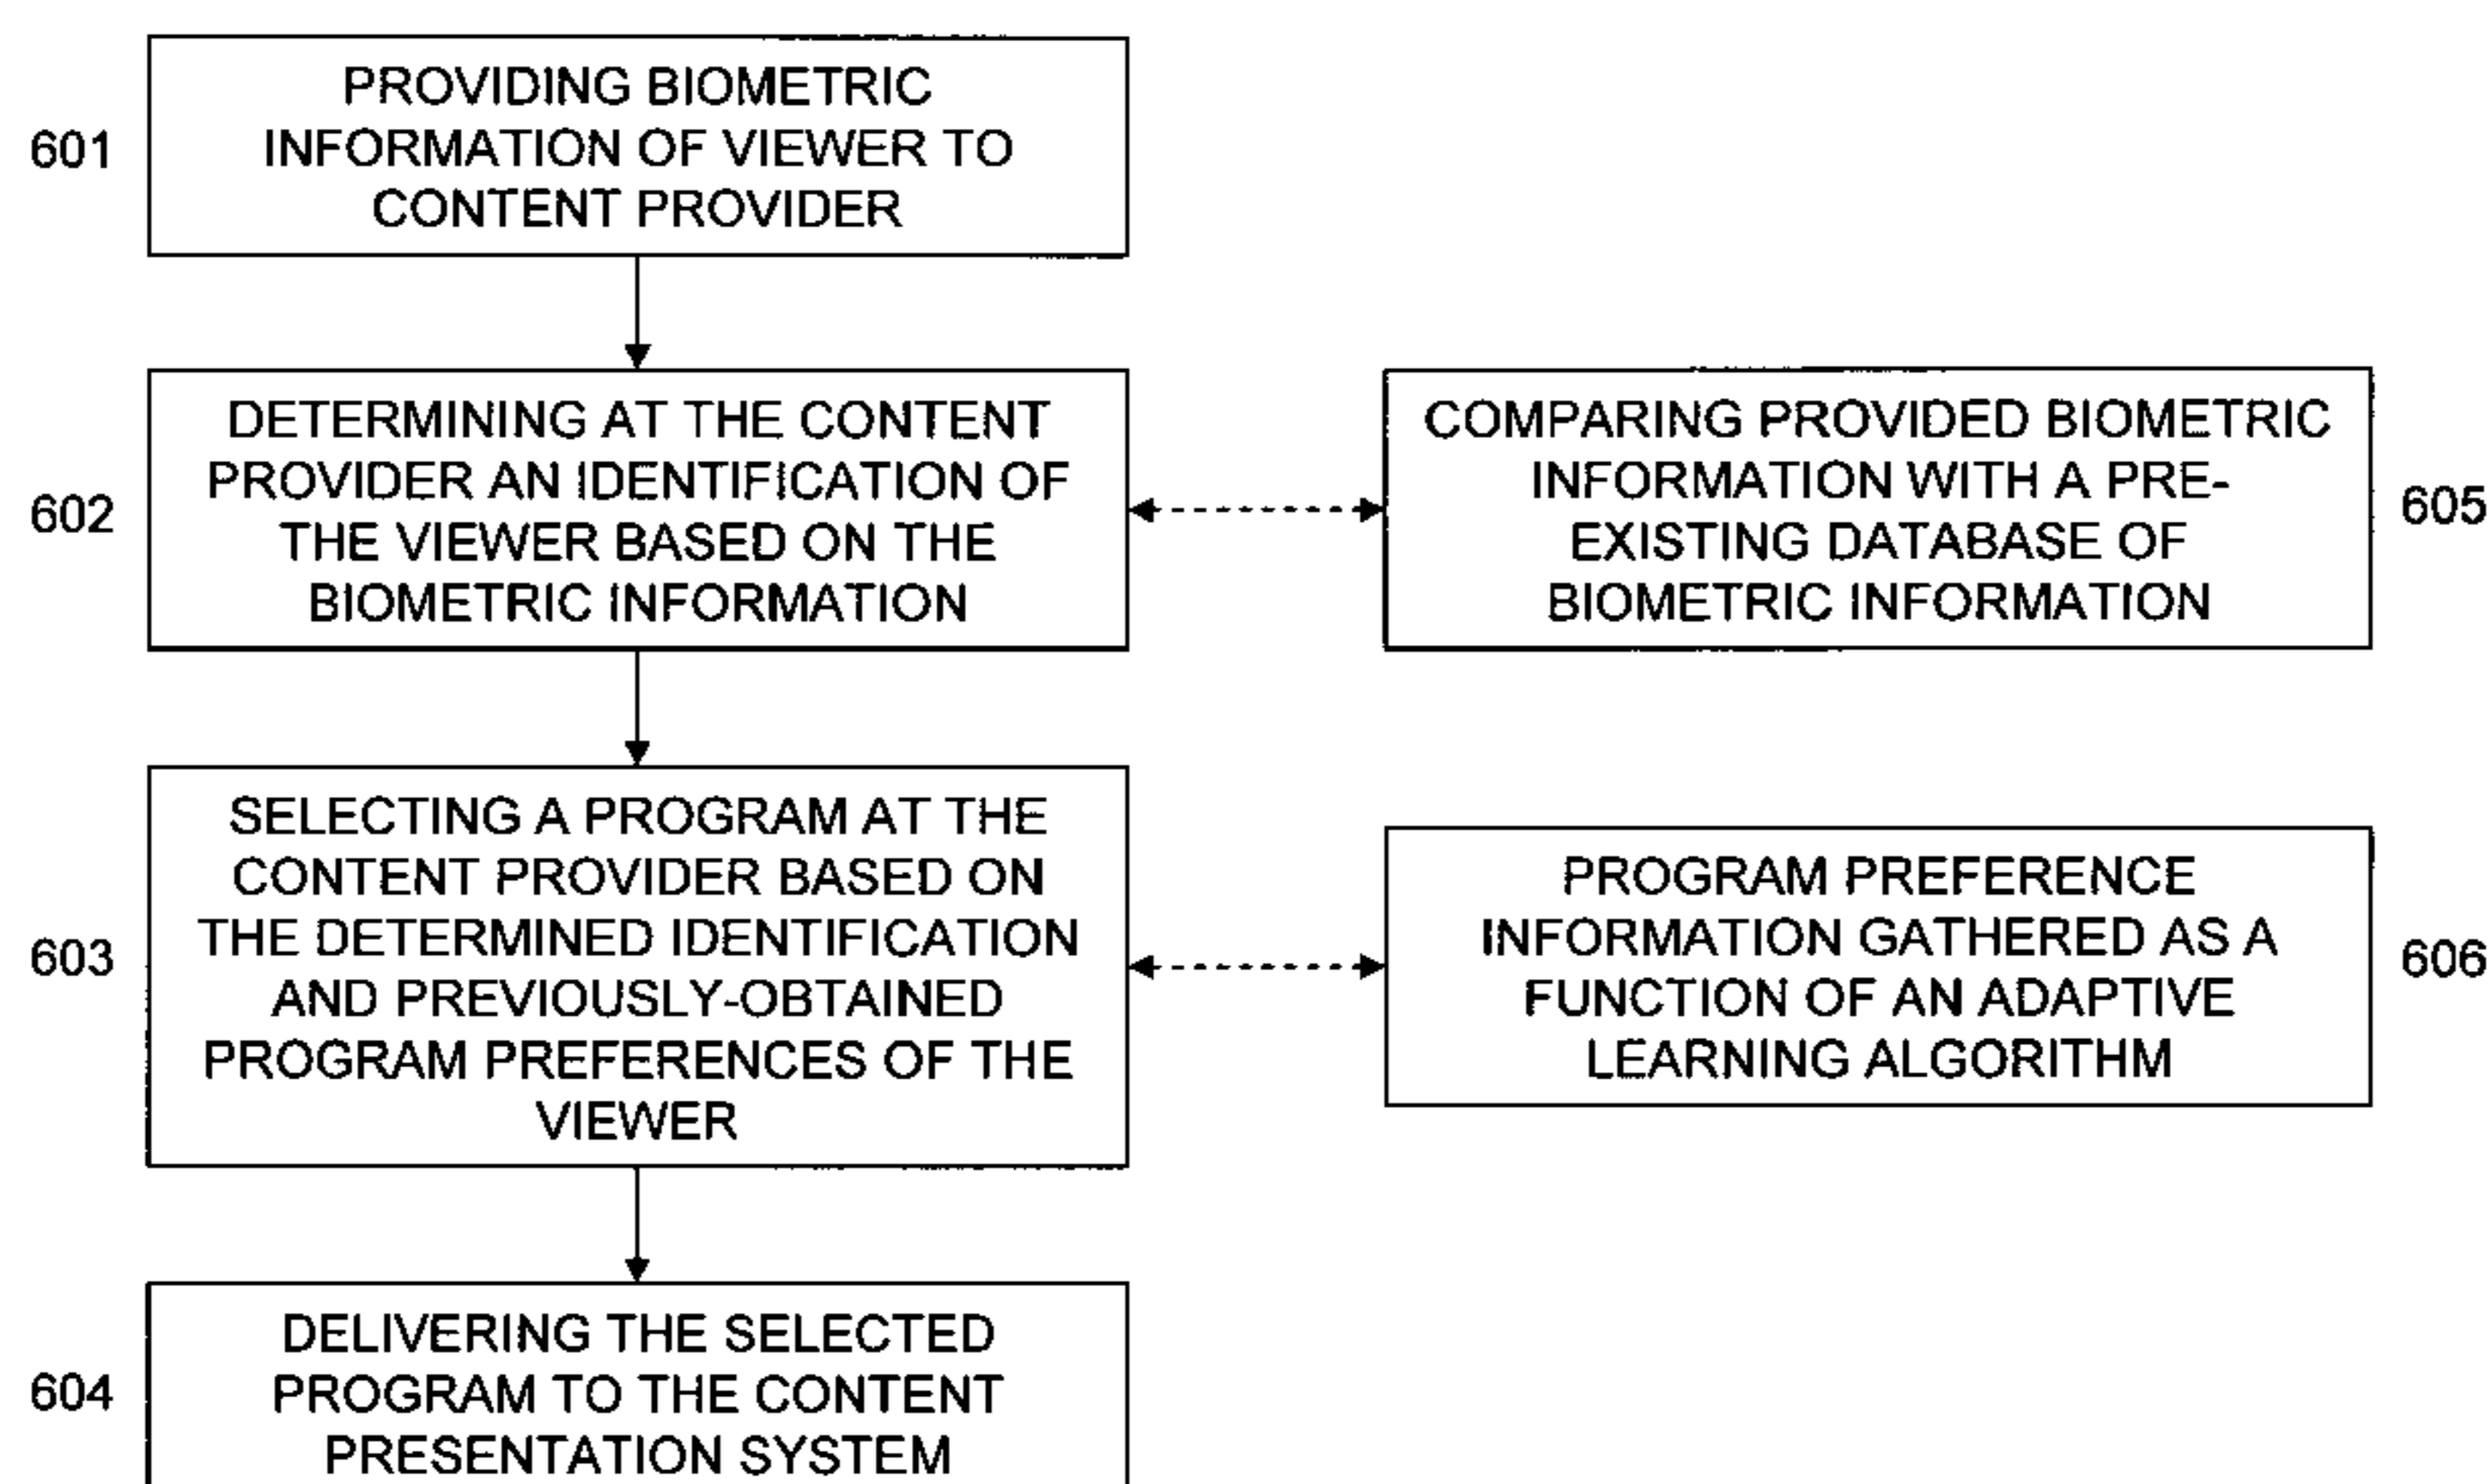 601
PROVIDING BIOMETRIC
INFORMATION OF VIEWER TO
CONTENT PROVIDER
602
DETERMINING AT THE CONTENT
PROVIDER AN IDENTIFICATION OF
THE VIEWER BASED ON THE
BIOMETRIC INFORMATION
COMPARING PROVIDED BIOMETRIC
INFORMATION WITH A PRE-
EXISTING DATABASE OF
BIOMETRIC INFORMATION
605
603
SELECTING A PROGRAM AT THE
CONTENT PROVIDER BASED ON
THE DETERMINED IDENTIFICATION
AND PREVIOUSLY-OBTAINED
PROGRAM PREFERENCES OF THE
VIEWER
PROGRAM PREFERENCE
INFORMATION GATHERED AS A
FUNCTION OF AN ADAPTIVE
LEARNING ALGORITHM
606
604
DELIVERING THE SELECTED
PROGRAM TO THE CONTENT
PRESENTATION SYSTEM